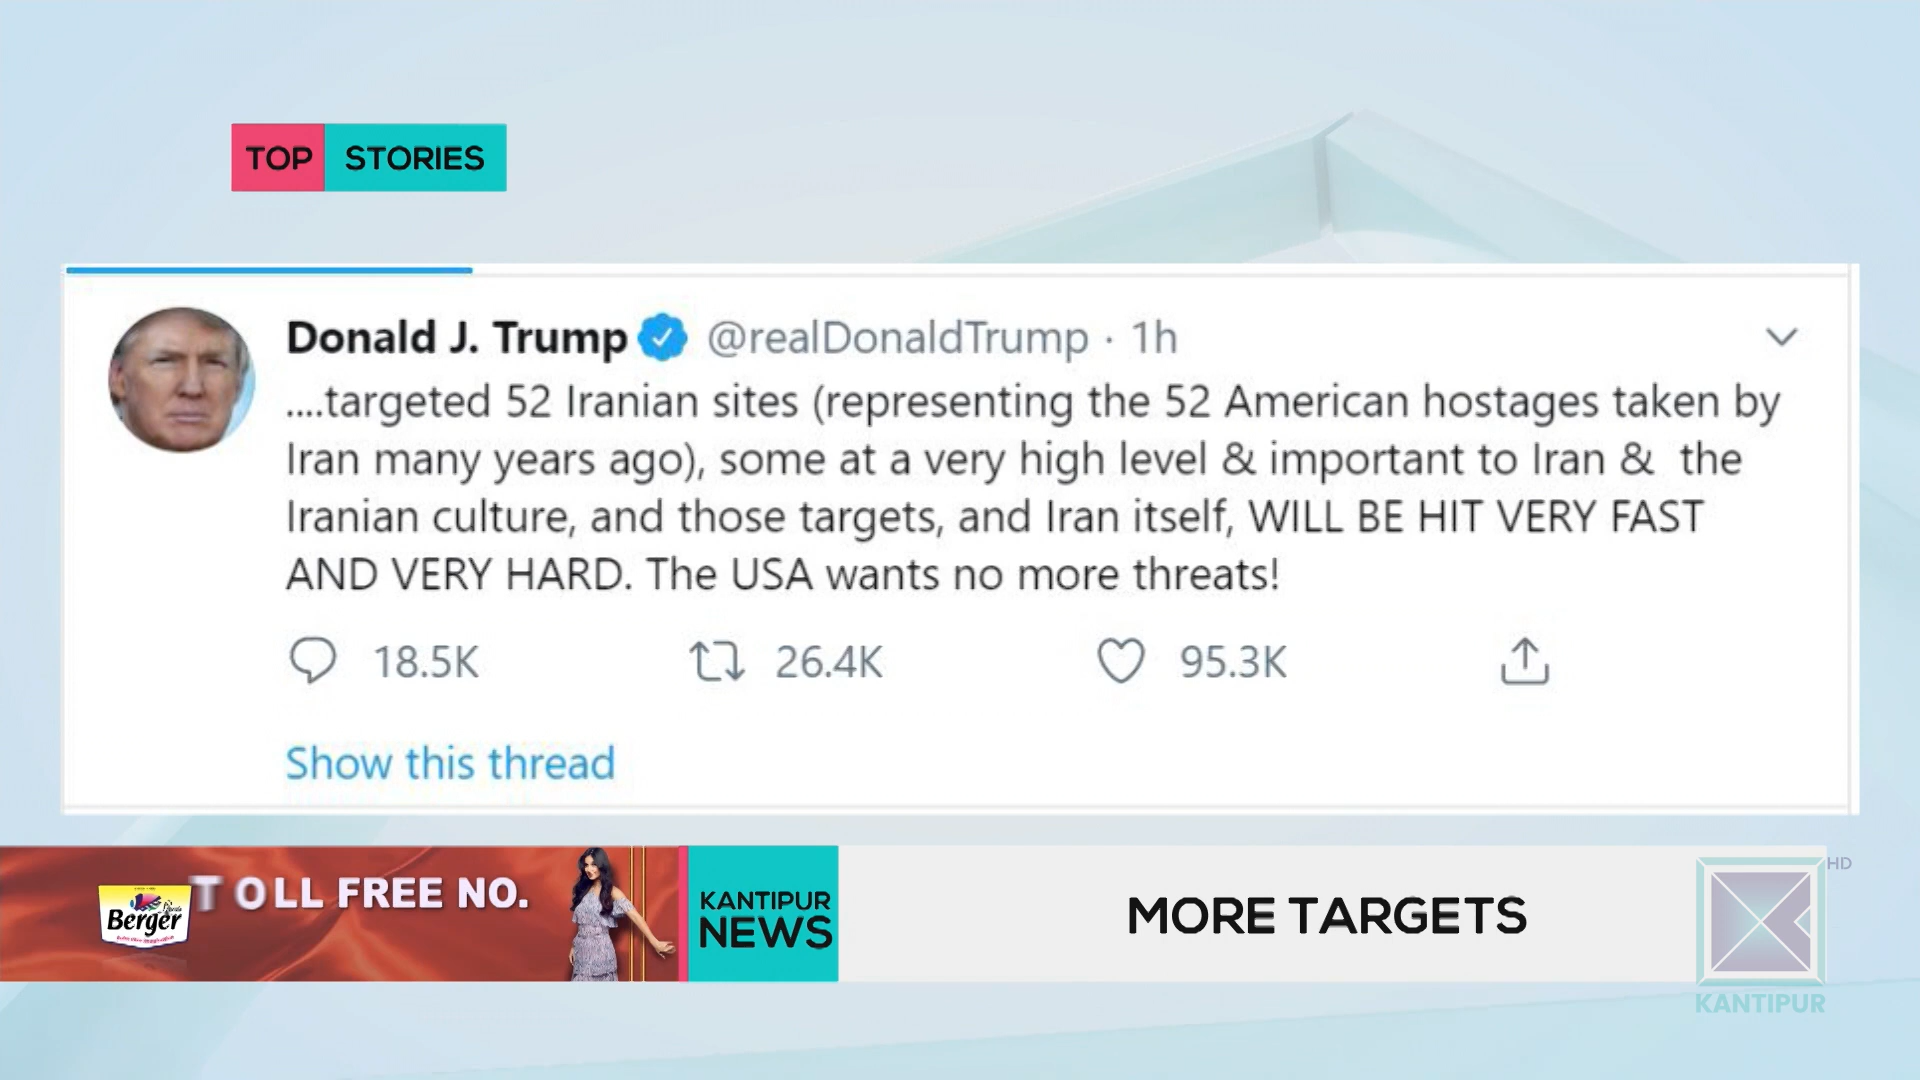 TOP STORIES
Donald J. Trump @realDonaldTrump · 1h
....targeted 52 Iranian sites (representing the 52 American hostages taken by
Iran many years ago), some at a very high level & important to Iran & the
Iranian culture, and those targets, and Iran itself, WILL BE HIT VERY FAST
AND VERY HARD. The USA wants no more threats!
18.5K 26.4K 95.3K
Show this thread
Berger
TOLL FREE NO.
KANTIPUR
NEWS
MORE TARGETS
HD
KANTIPUR